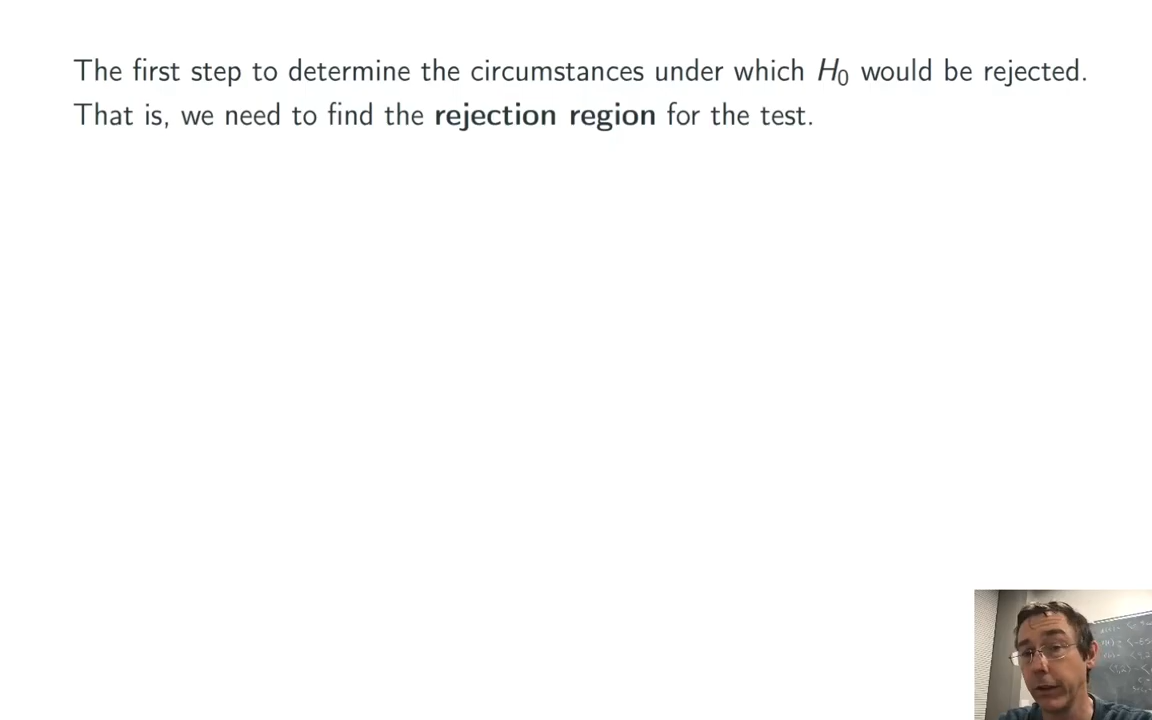 The first step to determine the circumstances under which H₀ would be rejected.
That is, we need to find the rejection region for the test.